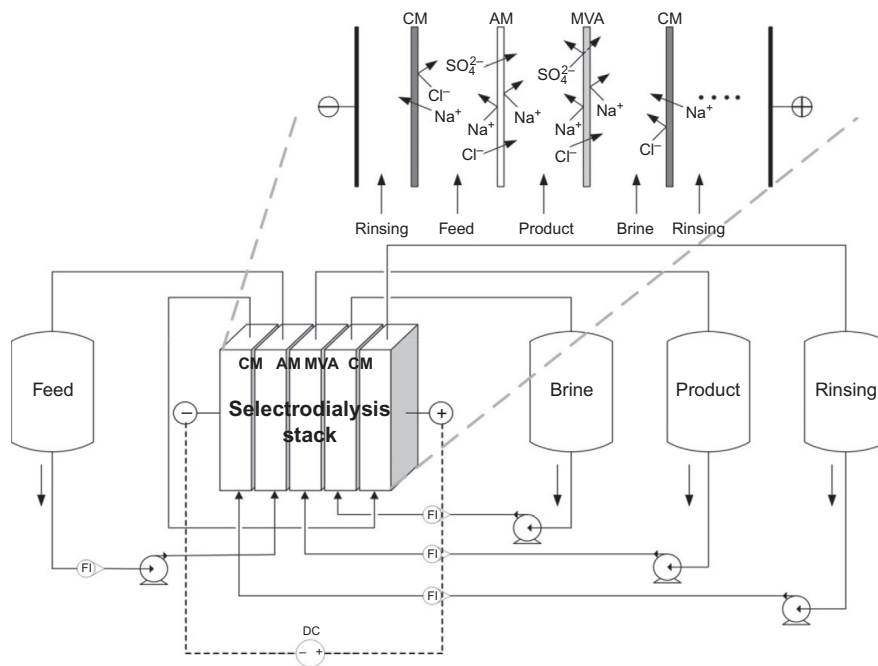 CM AM MVA CM
SO₄²⁻
SO₄²⁻
Cl⁻
Na⁺
Na⁺
Na⁺
Na⁺
Na⁺
Na⁺
Cl⁻
Cl⁻
Cl⁻
− +
Rinsing Feed Product Brine Rinsing
Feed
CM AM MVA CM
Selectrodialysis
stack
− +
Brine
Product
Rinsing
FI
FI
FI
FI
DC
− +